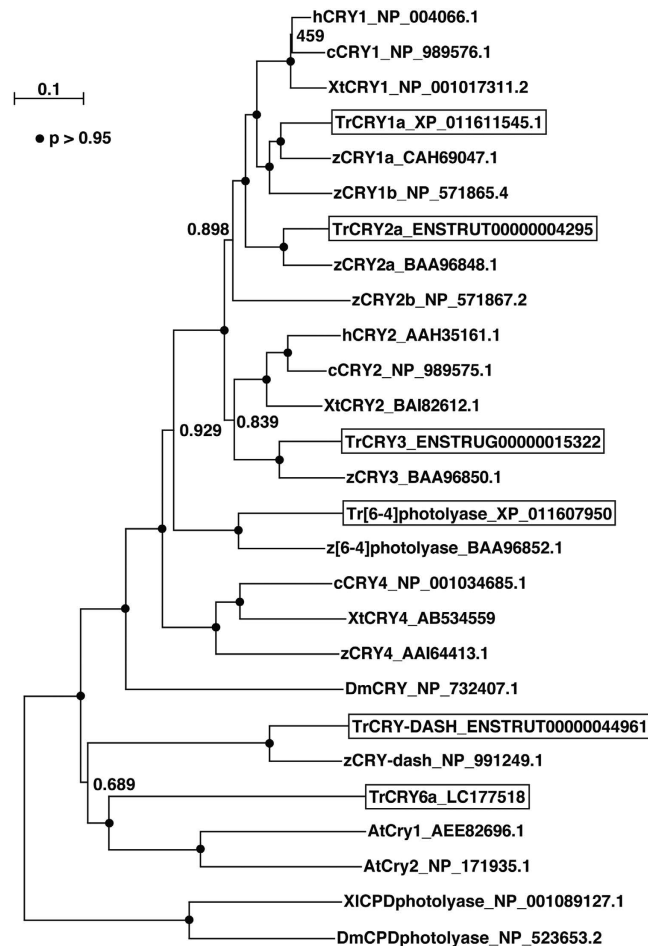 hCRY1_NP_004066.1
459
cCRY1_NP_989576.1
XtCRY1_NP_001017311.2
0.1
TrCRY1a_XP_011611545.1
p > 0.95
zCRY1a_CAH69047.1
zCRY1b_NP_571865.4
0.898
TrCRY2a_ENSTRUT00000004295
zCRY2a_BAA96848.1
zCRY2b_NP_571867.2
hCRY2_AAH35161.1
cCRY2_NP_989575.1
XtCRY2_BAI82612.1
0.839
0.929
TrCRY3_ENSTRUG00000015322
zCRY3_BAA96850.1
Tr[6-4]photolyase_XP_011607950
z[6-4]photolyase_BAA96852.1
cCRY4_NP_001034685.1
XtCRY4_AB534559
zCRY4_AAI64413.1
DmCRY_NP_732407.1
TrCRY-DASH_ENSTRUT00000044961
zCRY-dash_NP_991249.1
0.689
TrCRY6a_LC177518
AtCry1_AEE82696.1
AtCry2_NP_171935.1
XlCPDphotolyase_NP_001089127.1
DmCPDphotolyase_NP_523653.2